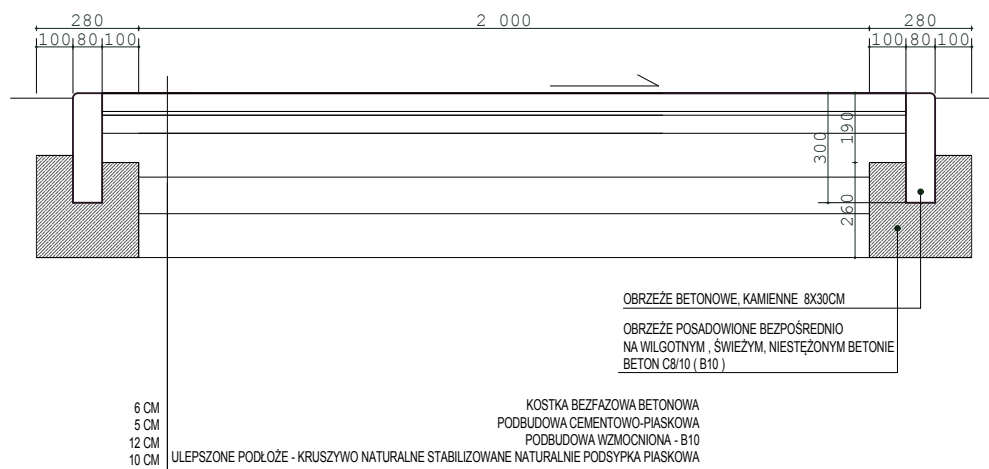 280 2 000 280
100 80 100 100 80 100
190
300
260
OBRZEŻE BETONOWE, KAMIENNE 8X30CM
OBRZEŻE POSADOWIONE BEZPOŚREDNIO
NA WILGOTNYM , ŚWIEŻYM, NIESTĘŻONYM BETONIE
BETON C8/10 ( B10 )
6 CM KOSTKA BEZFAZOWA BETONOWA
5 CM PODBUDOWA CEMENTOWO-PIASKOWA
12 CM PODBUDOWA WZMOCNIONA - B10
10 CM ULEPSZONE PODŁOŻE - KRUSZYWO NATURALNE STABILIZOWANE NATURALNIE PODSYPKA PIASKOWA